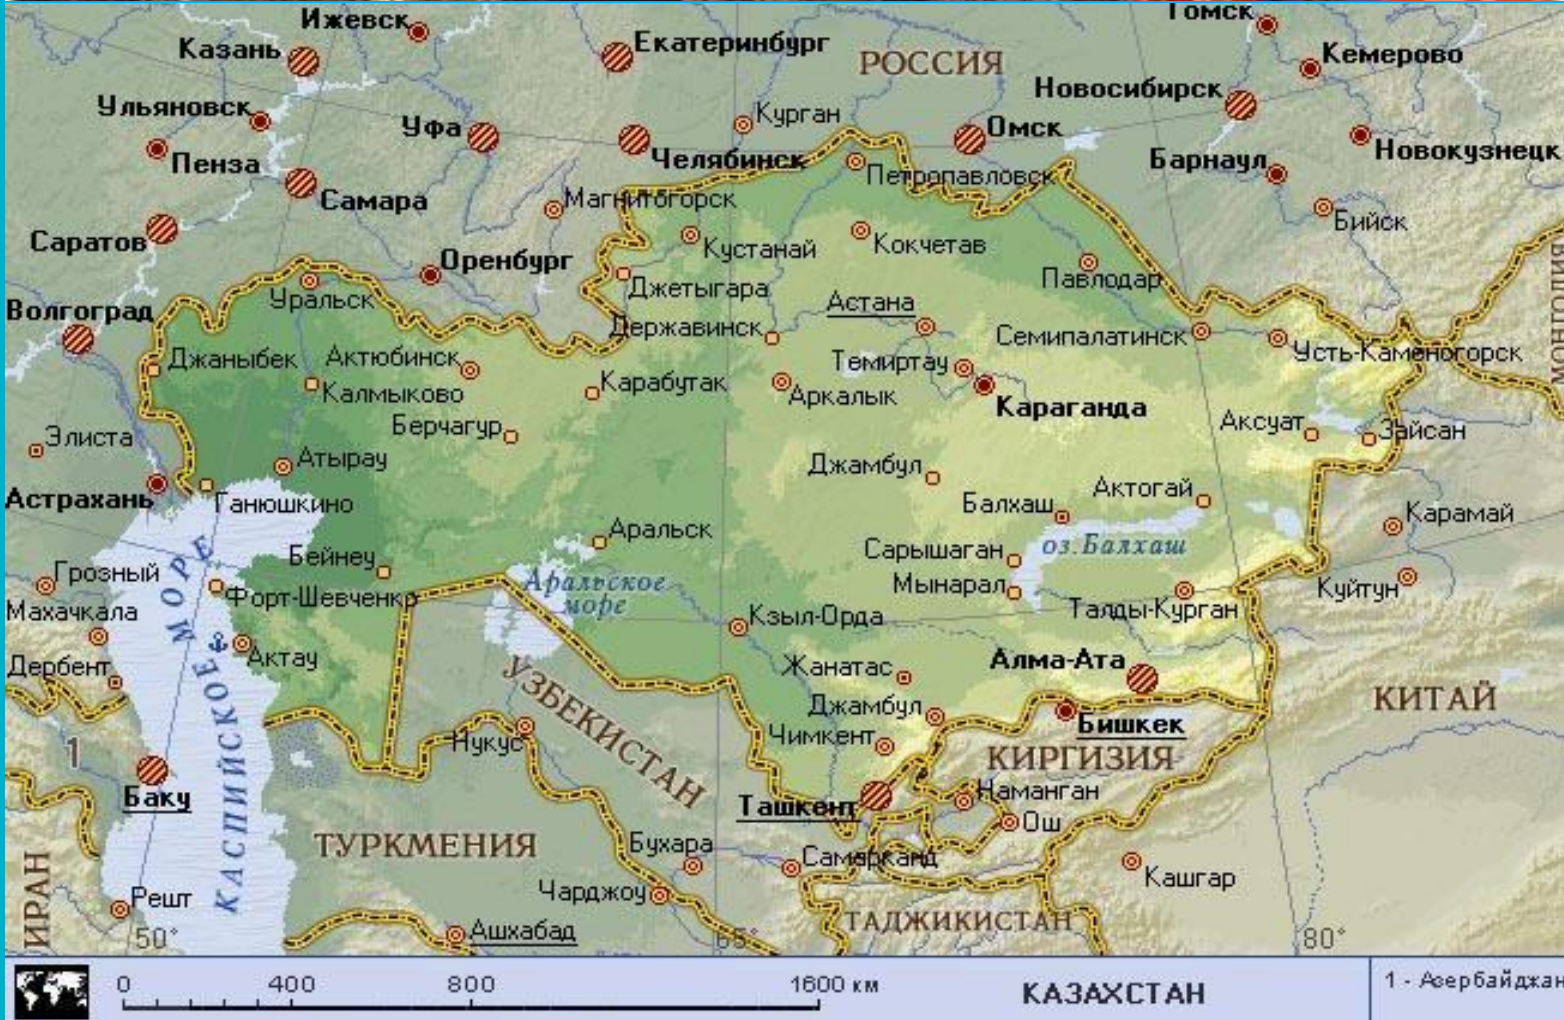 Ижевск
Томск
Казань
Екатеринбург
РОССИЯ
Кемерово
Новосибирск
Ульяновск
Уфа
Курган
Омск
Пенза
Челябинск
Барнаул
Новокузнецк
Петропавловск
Самара
Магнитогорск
Бийск
Саратов
Кустанай
Кокчетав
Оренбург
Павлодар
МОНГОЛИЯ
Уральск
Джетыгара
Астана
Волгоград
Державинск
Семипалатинск
Джаныбек
Актюбинск
Темиртау
Усть-Каменогорск
Калмыково
Карабутак
Аркалык
Караганда
Берчагур
Аксуат
Зайсан
Элиста
Атырау
Джамбул
Астрахань
Ганюшкино
Балхаш
Актогай
Карамай
Аральск
Бейнеу
Сарышаган
оз.Балхаш
Грозный
Форт-Шевченко
Аральское
море
Мынарал
Талды-Курган
Куйтун
Махачкала
Кзыл-Орда
КАСПИЙСКОЕ МОРЕ
Дербент
Актау
Жанатас
Алма-Ата
УЗБЕКИСТАН
КИТАЙ
Джамбул
Бишкек
Нукус
Чимкент
1
КИРГИЗИЯ
Баку
Ташкент
Наманган
Ош
ТУРКМЕНИЯ
Бухара
Самарканд
Кашгар
ИРАН
Чарджоу
Решт
ТАДЖИКИСТАН
Ашхабад
50°
65°
80°
0 400 800 1600 км
КАЗАХСТАН
1 - Азербайджан